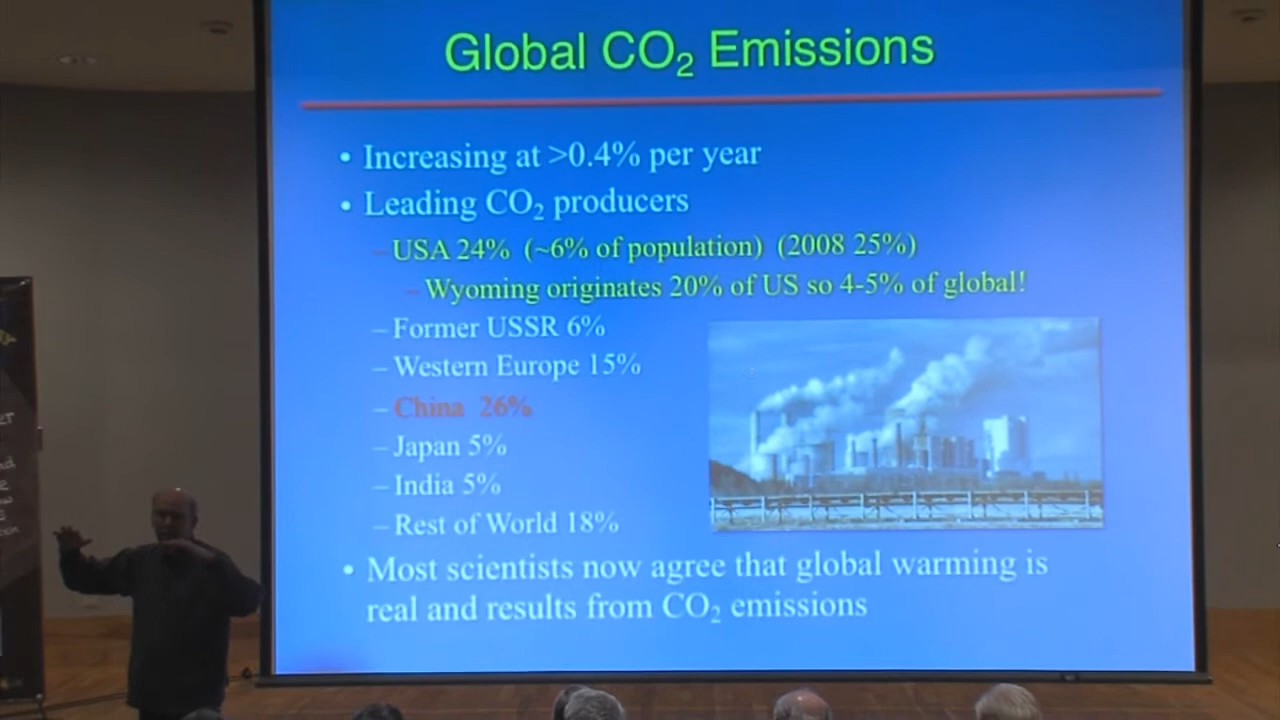 Global CO₂ Emissions
• Increasing at >0.4% per year
• Leading CO₂ producers
– USA 24% (~6% of population) (2008 25%)
– Wyoming originates 20% of US so 4-5% of global!
– Former USSR 6%
– Western Europe 15%
– China 26%
– Japan 5%
– India 5%
– Rest of World 18%
• Most scientists now agree that global warming is
real and results from CO₂ emissions